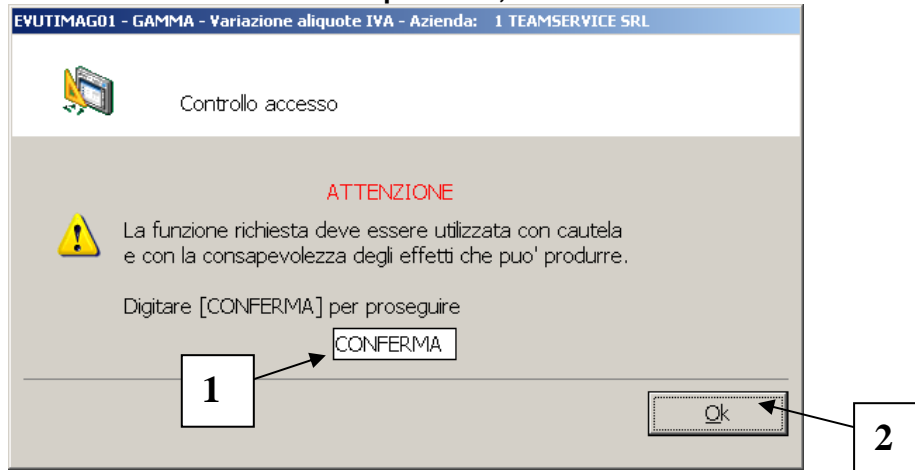 EVUTIMAG01 - GAMMA - Variazione aliquote IVA - Azienda: 1 TEAMSERVICE SRL
Controllo accesso
ATTENZIONE
La funzione richiesta deve essere utilizzata con cautela
e con la consapevolezza degli effetti che puo' produrre.
Digitare [CONFERMA] per proseguire
CONFERMA
1
Ok
2